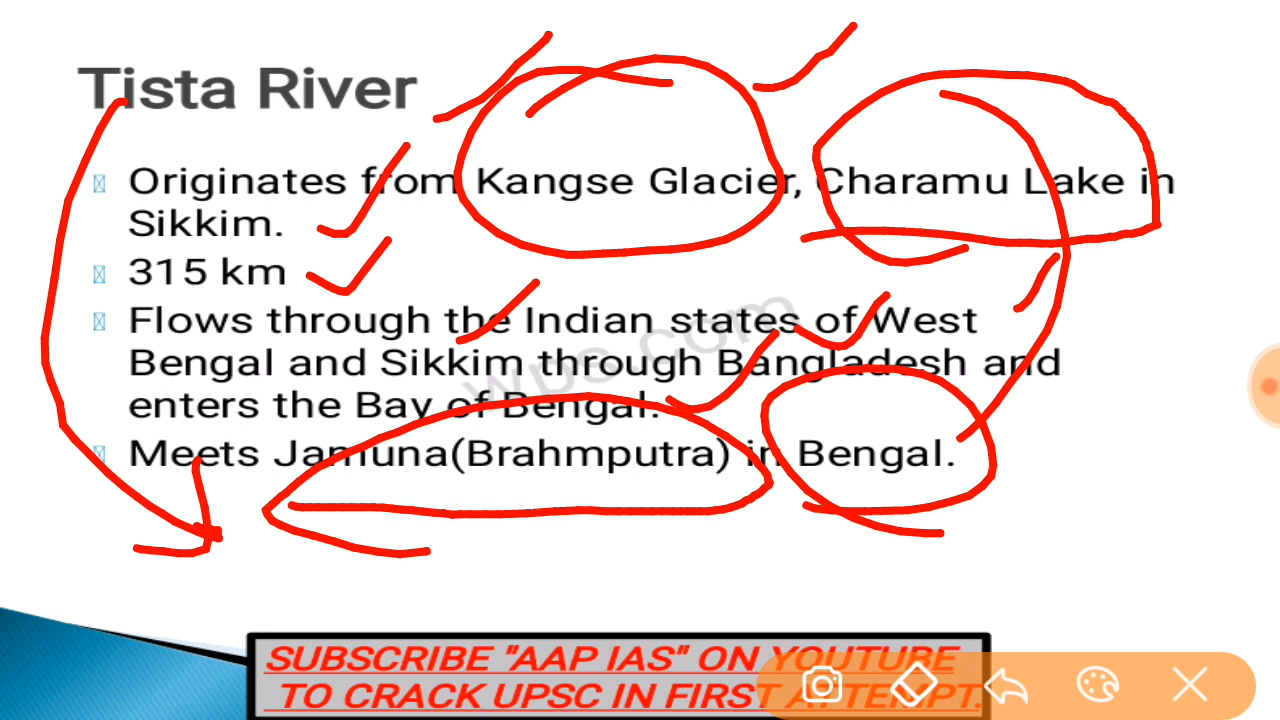 Tista River
Originates from Kangse Glacier, Charamu Lake in
Sikkim.
315 km
Flows through the Indian states of West
Bengal and Sikkim through Bangladesh and
enters the Bay of Bengal.
Meets Jamuna(Brahmputra) in Bengal.
wps.com
SUBSCRIBE "AAP IAS" ON YOUTUBE
TO CRACK UPSC IN FIRST ATTEMPT.